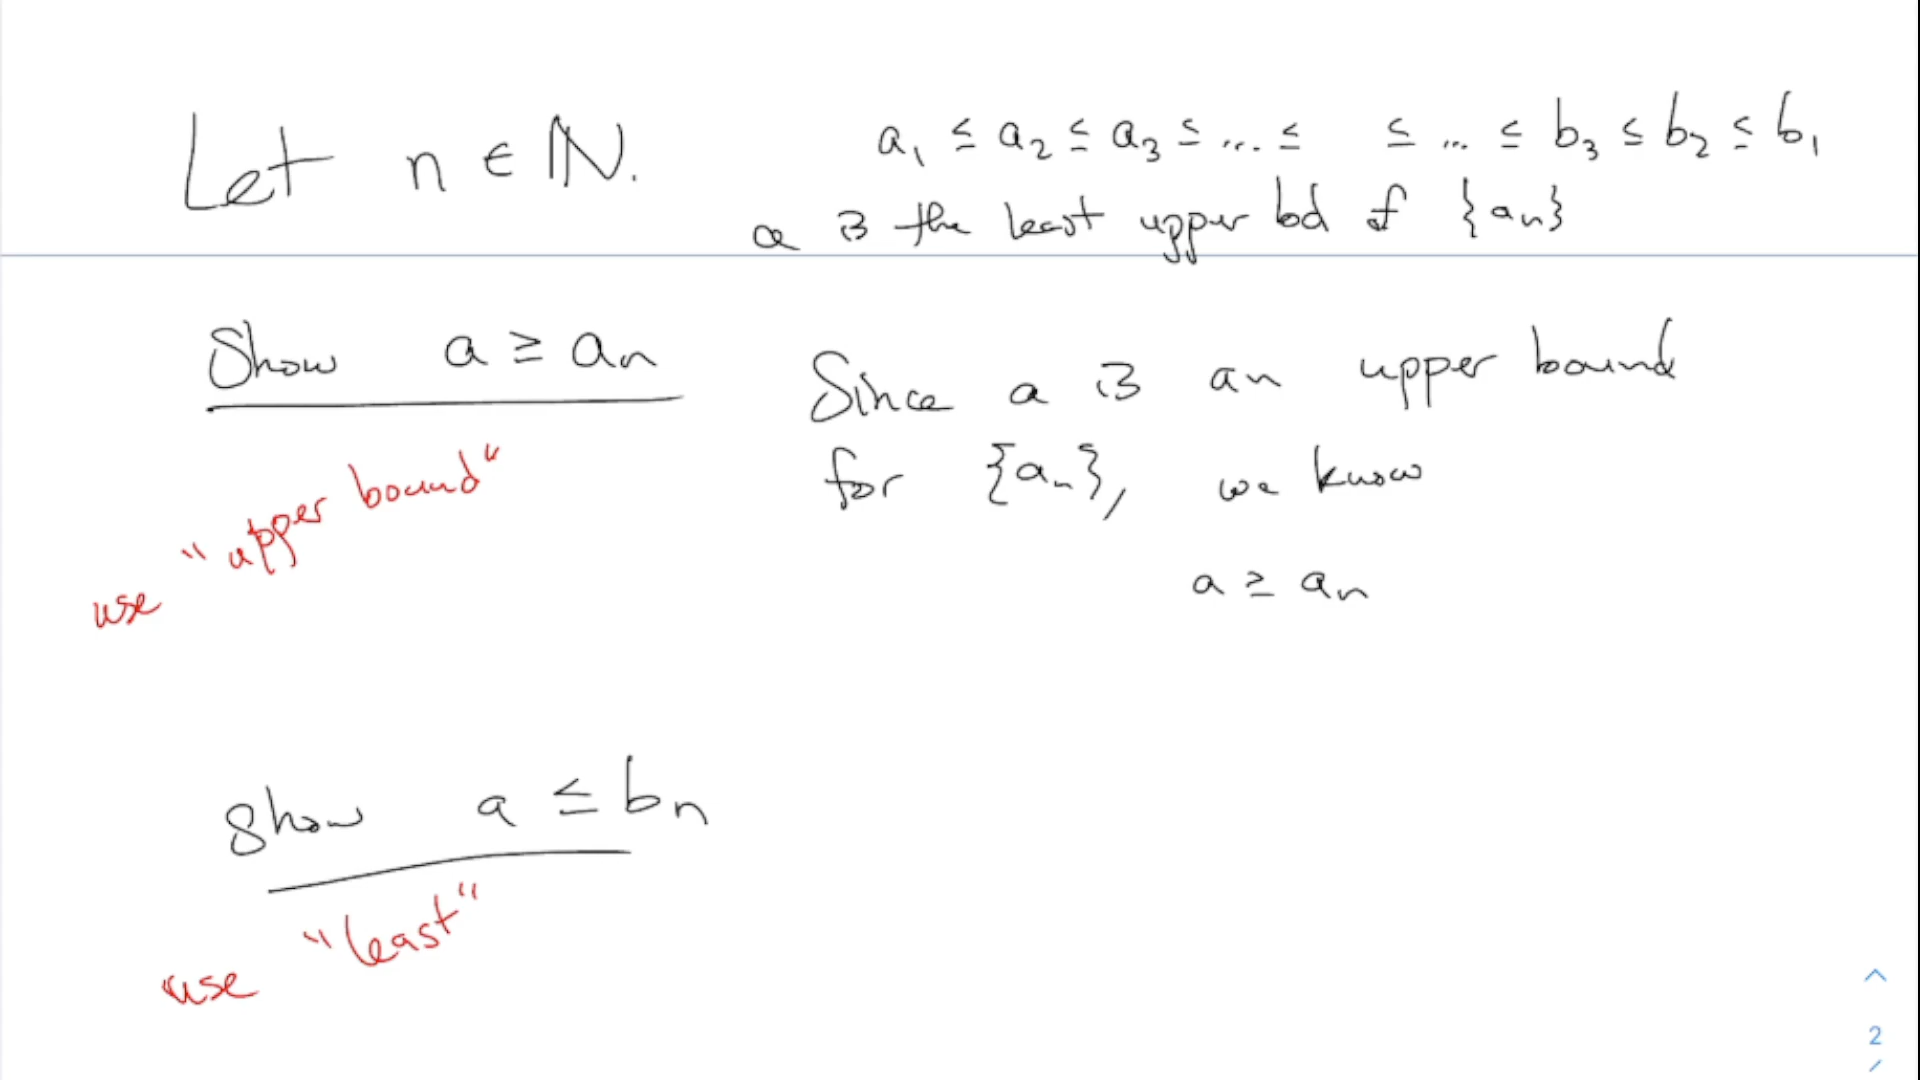 Let n ∈ ℕ.
a₁ ≤ a₂ ≤ a₃ ≤ ... ≤ ≤ ... ≤ b₃ ≤ b₂ ≤ b₁
a is the least upper bd of {aₙ}
Show a ≥ aₙ
use "upper bound"
Since a is an upper bound
for {aₙ}, we know
a ≥ aₙ
Show a ≤ bₙ
use "least"
2